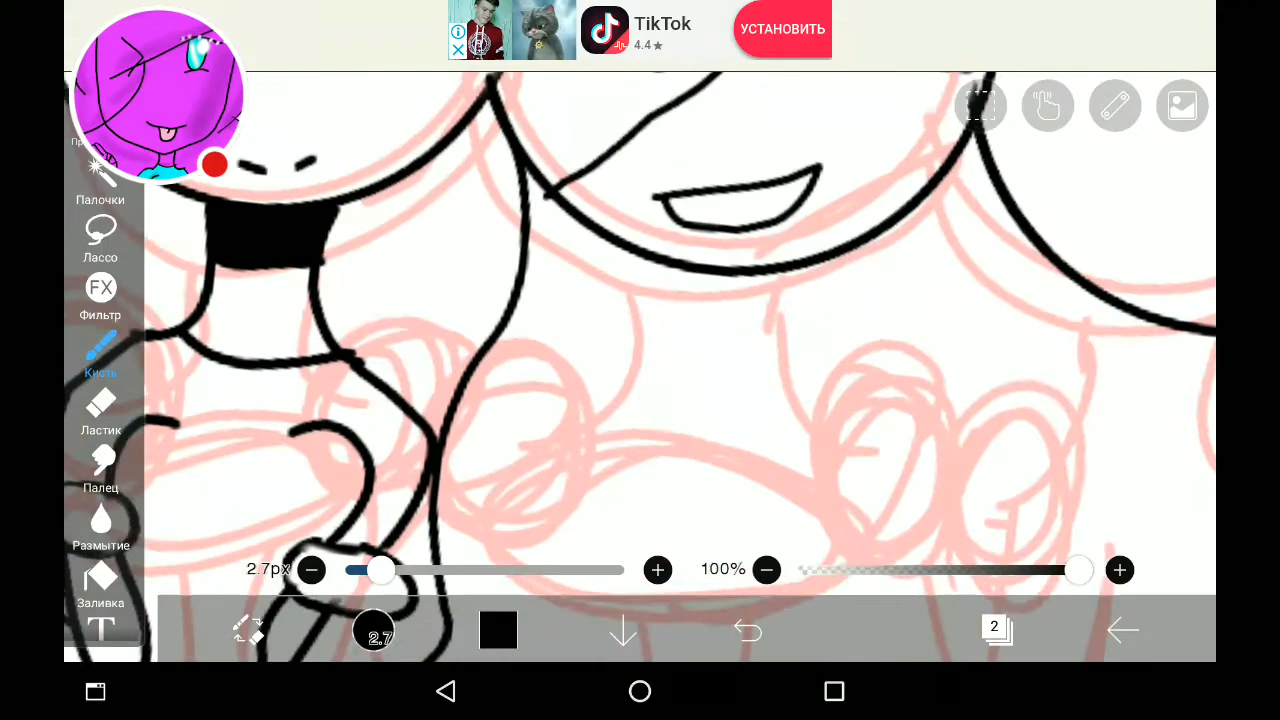 TikTok
4.4★
УСТАНОВИТЬ
Палочки
Лассо
FX
Фильтр
Кисть
Ластик
Палец
Размытие
Заливка
T
2.7px
100%
2.7
2